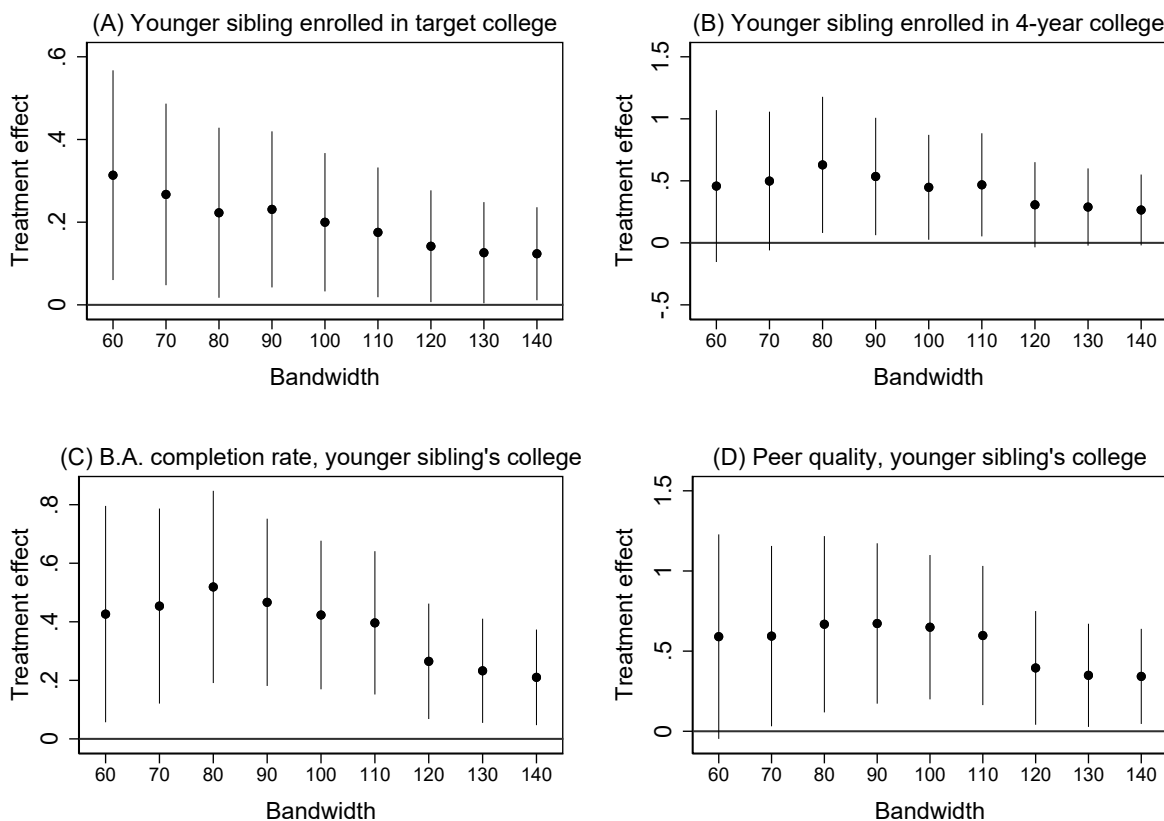 (A) Younger sibling enrolled in target college
Treatment effect
.6
.4
.2
0
60 70 80 90 100 110 120 130 140
Bandwidth
(B) Younger sibling enrolled in 4-year college
Treatment effect
1.5
1
.5
0
-.5
60 70 80 90 100 110 120 130 140
Bandwidth
(C) B.A. completion rate, younger sibling's college
Treatment effect
.8
.6
.4
.2
0
60 70 80 90 100 110 120 130 140
Bandwidth
(D) Peer quality, younger sibling's college
Treatment effect
1.5
1
.5
0
60 70 80 90 100 110 120 130 140
Bandwidth